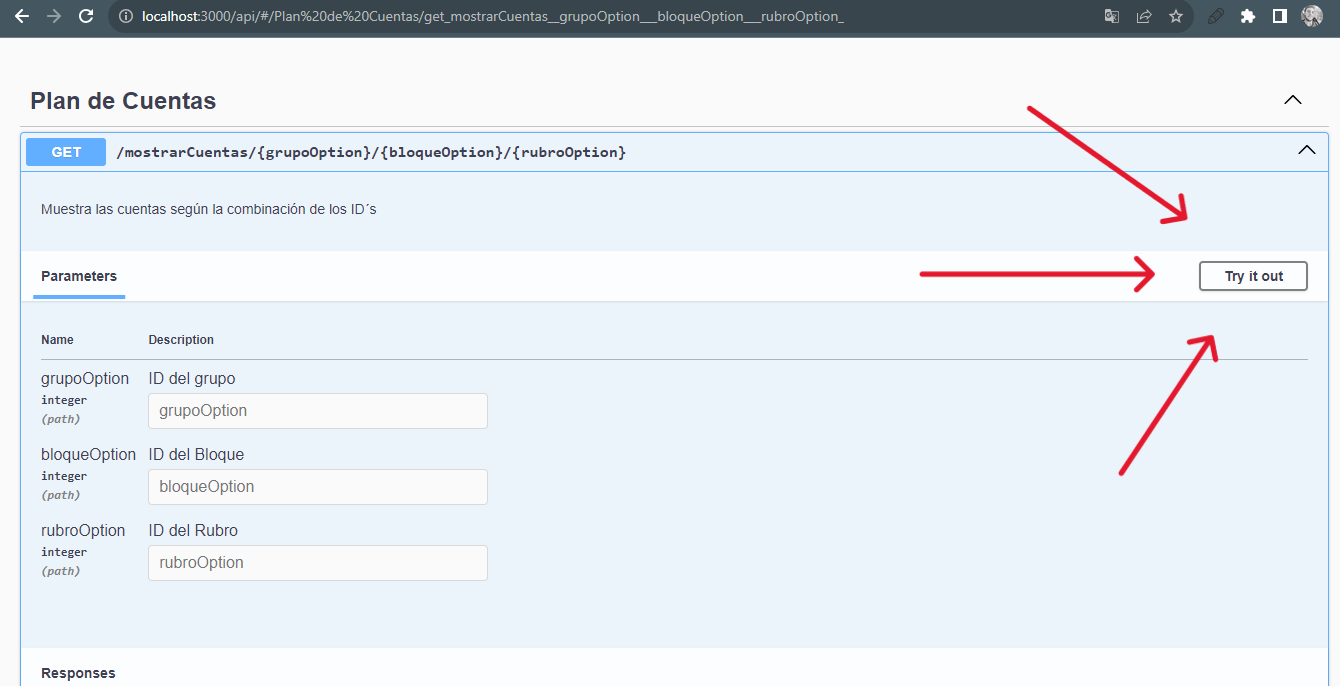 localhost:3000/api/#/Plan%20de%20Cuentas/get_mostrarCuentas__grupoOption___bloqueOption___rubroOption_
Plan de Cuentas
GET /mostrarCuentas/{grupoOption}/{bloqueOption}/{rubroOption}
Muestra las cuentas según la combinación de los ID´s
Parameters
Try it out
Name Description
grupoOption ID del grupo
integer
grupoOption
(path)
bloqueOption ID del Bloque
integer
bloqueOption
(path)
rubroOption ID del Rubro
integer
rubroOption
(path)
Responses